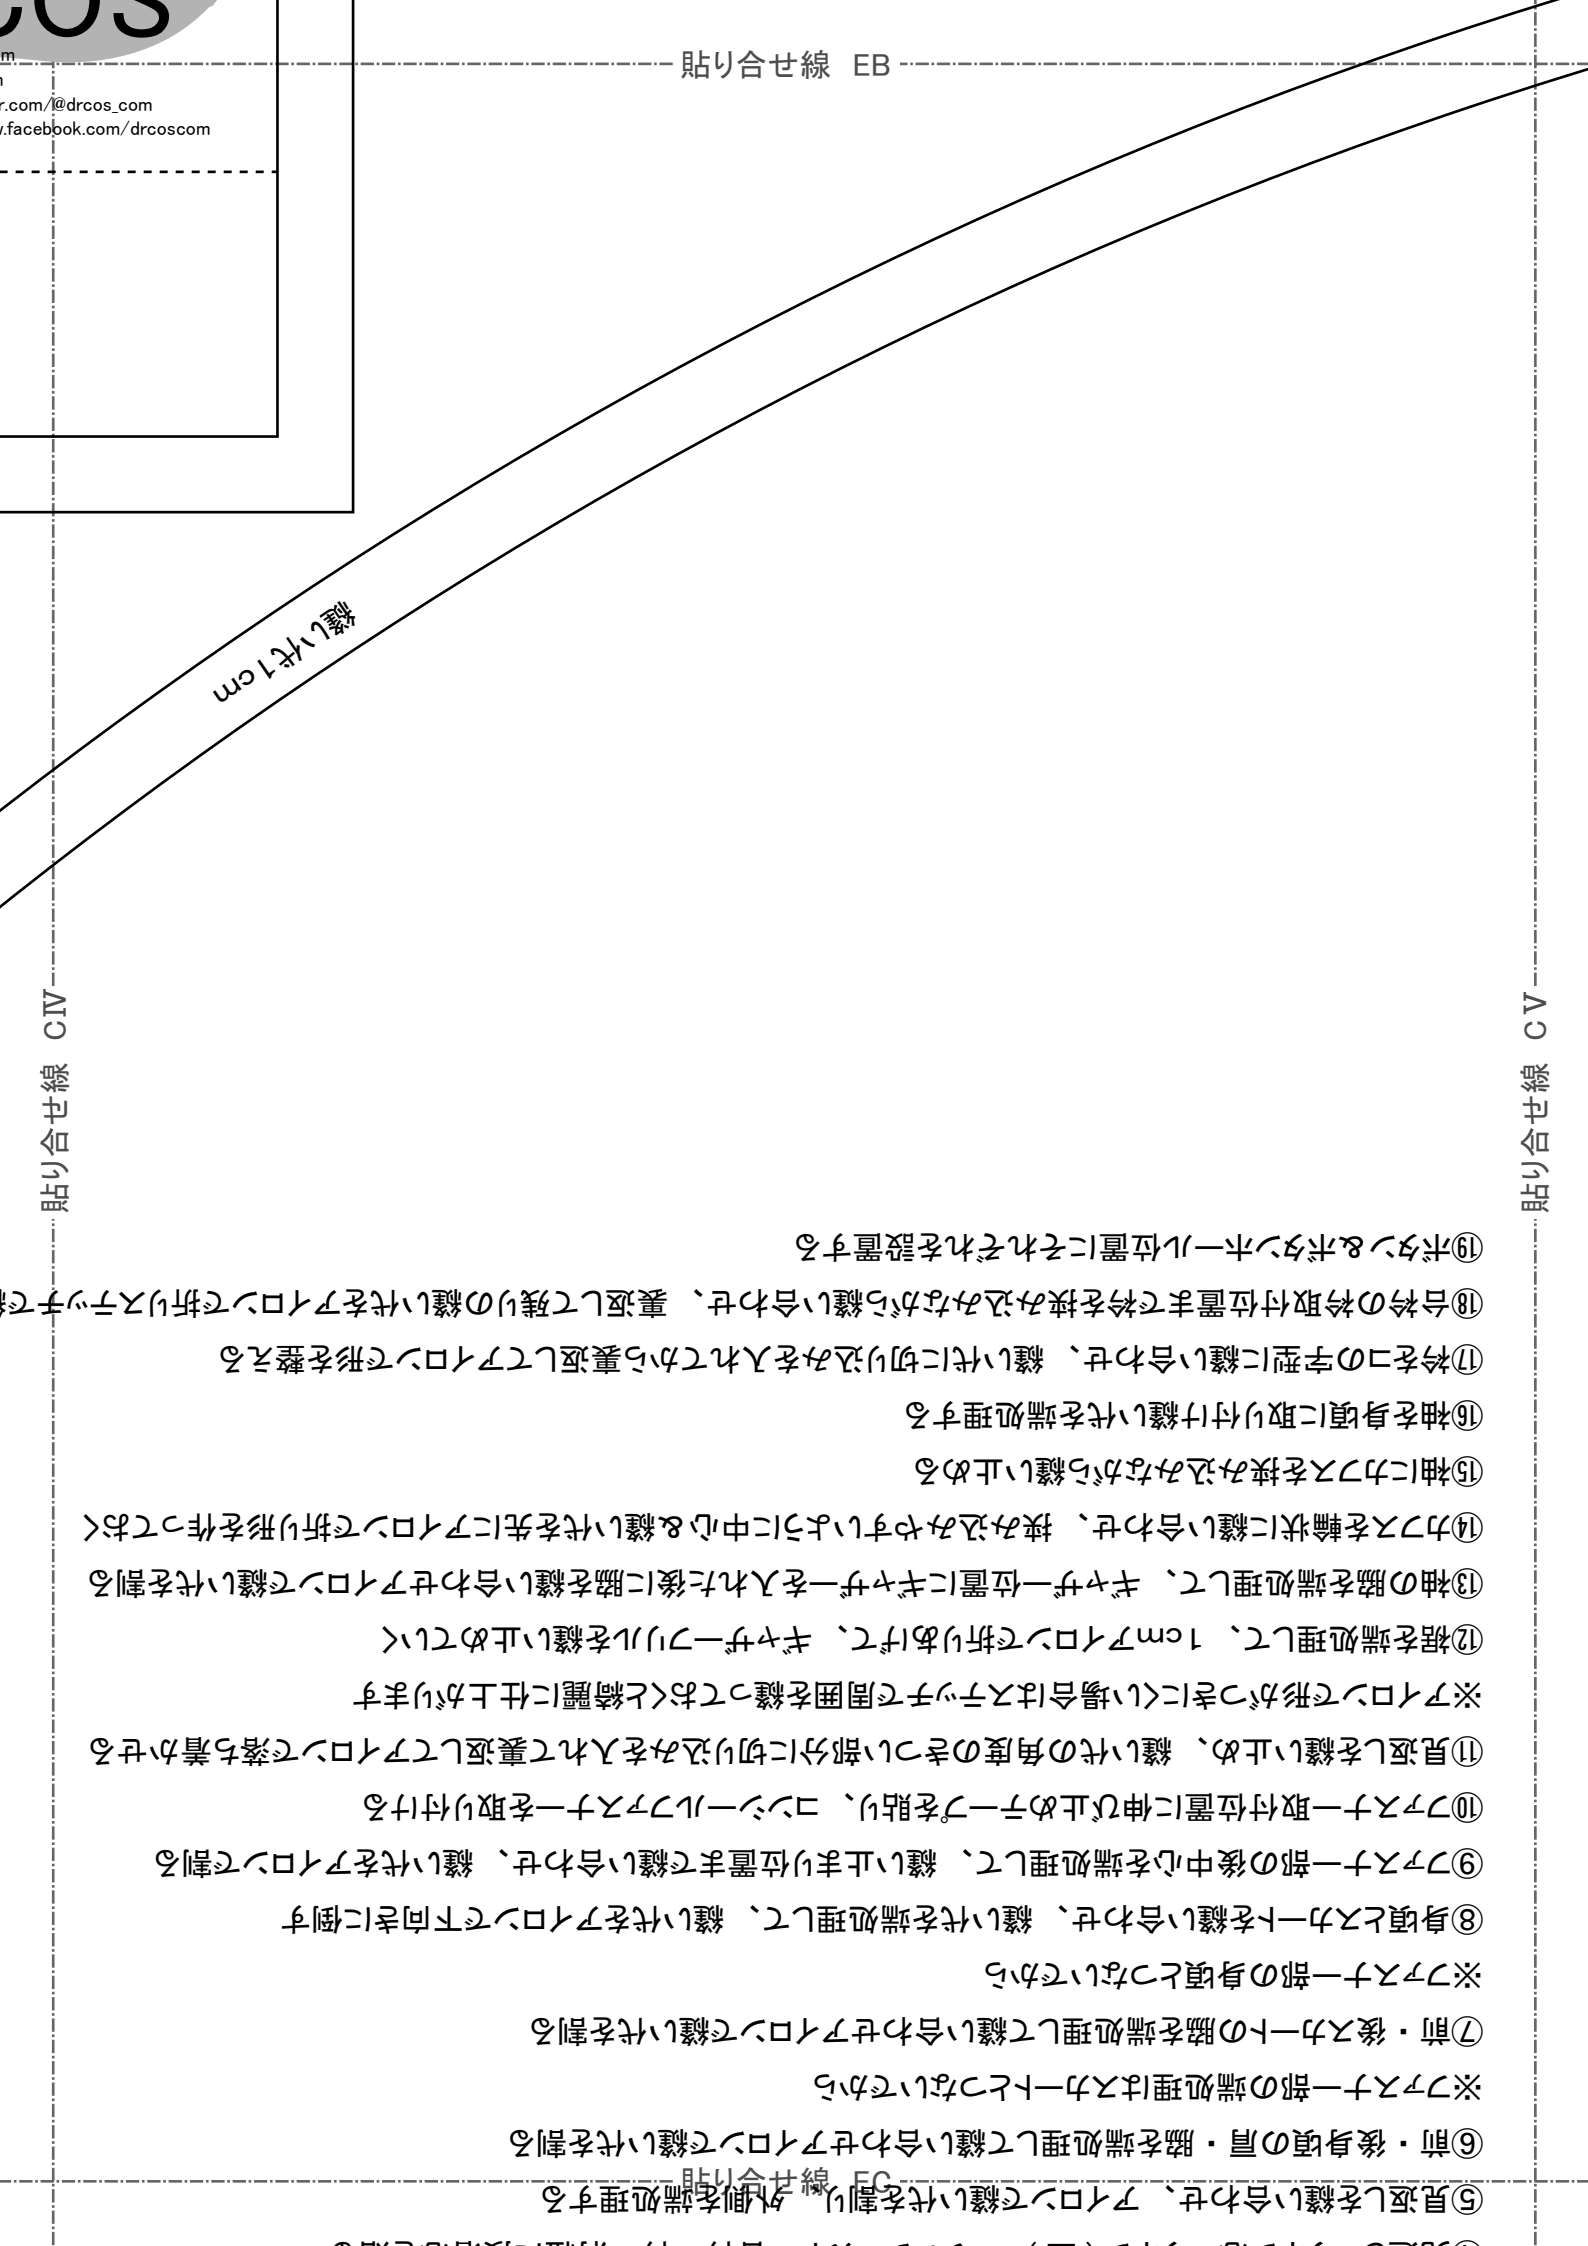 cos
m
r.com/@drcos_com
w.facebook.com/drcoscom
貼り合せ線 EB
縫い代1cm
貼り合せ線 CⅣ
貼り合せ線 CⅤ
⑤見返しを縫い合わせ、アイロンで縫い代を割り、外側を端処理する
⑥前・後身頃の肩・脇を端処理して縫い合わせアイロンで縫い代を割る
※ファスナー部の端処理はスカートとつないでから
⑦前・後スカートの脇を端処理して縫い合わせアイロンで縫い代を割る
※ファスナー部の身頃とつないでから
⑧身頃とスカートを縫い合わせ、縫い代を端処理して、縫い代をアイロンで下向きに倒す
⑨ファスナー部の後中心を端処理して、縫い止まり位置まで縫い合わせ、縫い代をアイロンで割る
⑩ファスナー取付位置に伸び止めテープを貼り、コンシールファスナーを取り付ける
⑪見返しを縫い止め、縫い代の角度のきつい部分に切り込みを入れて裏返してアイロンで落ち着かせる
※アイロンで形がつきにくい場合はステッチで周囲を縫っておくと綺麗に仕上がります
⑫裾を端処理して、1cmアイロンで折りあげて、ギャザーフリルを縫い止めていく
⑬袖の脇を端処理して、ギャザー位置にギャザーを入れた後に脇を縫い合わせアイロンで縫い代を割る
⑭カフスを輪状に縫い合わせ、挟み込みやすいように中心&縫い代を先にアイロンで折り形を作っておく
⑮袖にカフスを挟み込みながら縫い止める
⑯袖を身頃に取り付け縫い代を端処理する
⑰衿をコの字型に縫い合わせ、縫い代に切り込みを入れてから裏返してアイロンで形を整える
⑱台衿の衿取付位置まで衿を挟み込みながら縫い合わせ、裏返して残りの縫い代をアイロンで折りステッチで
⑲ボタン&ボタンホール位置にそれぞれを設置する
貼り合せ線 EC